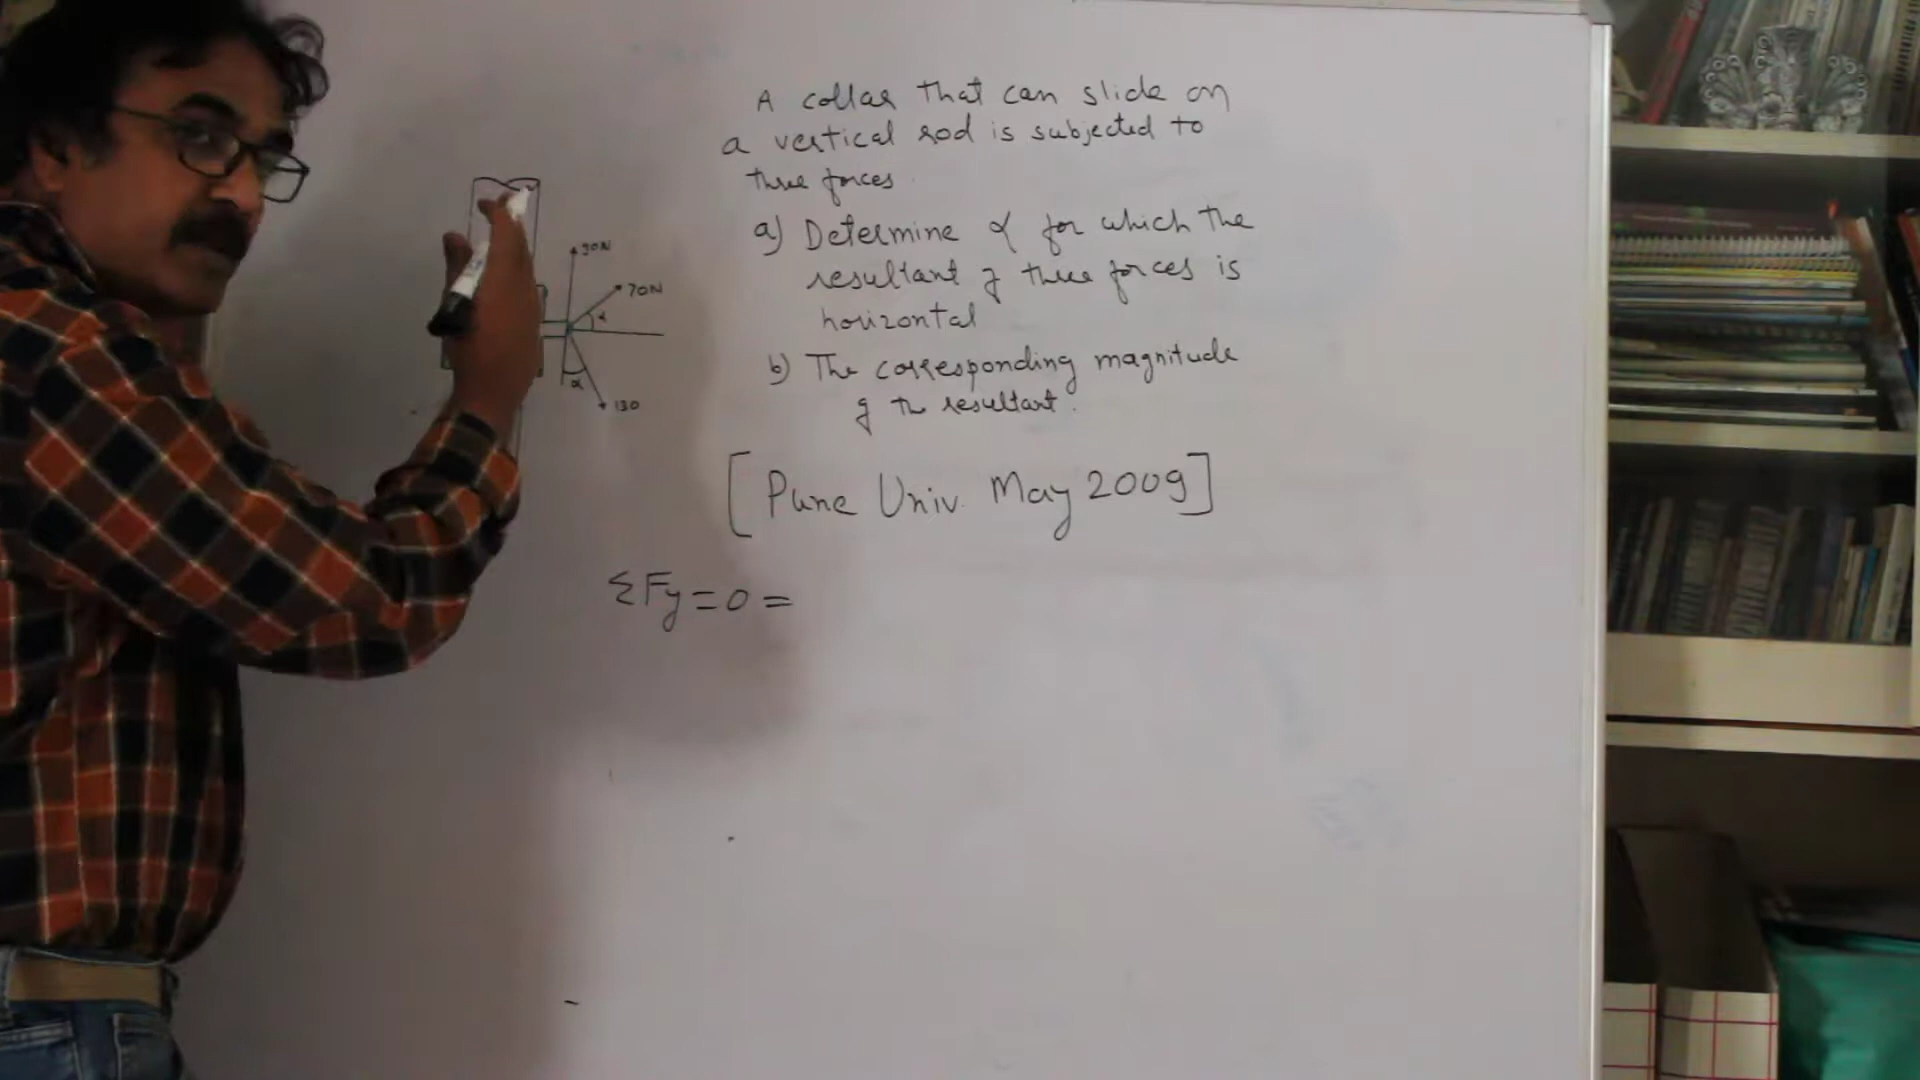 A collar that can slide on
a vertical rod is subjected to
three forces
a) Determine α for which the
resultant of three forces is
horizontal
b) The corresponding magnitude
of the resultant.
[Pune Univ. May 2009]
90N
70N
α
α
130
ΣFy=0=